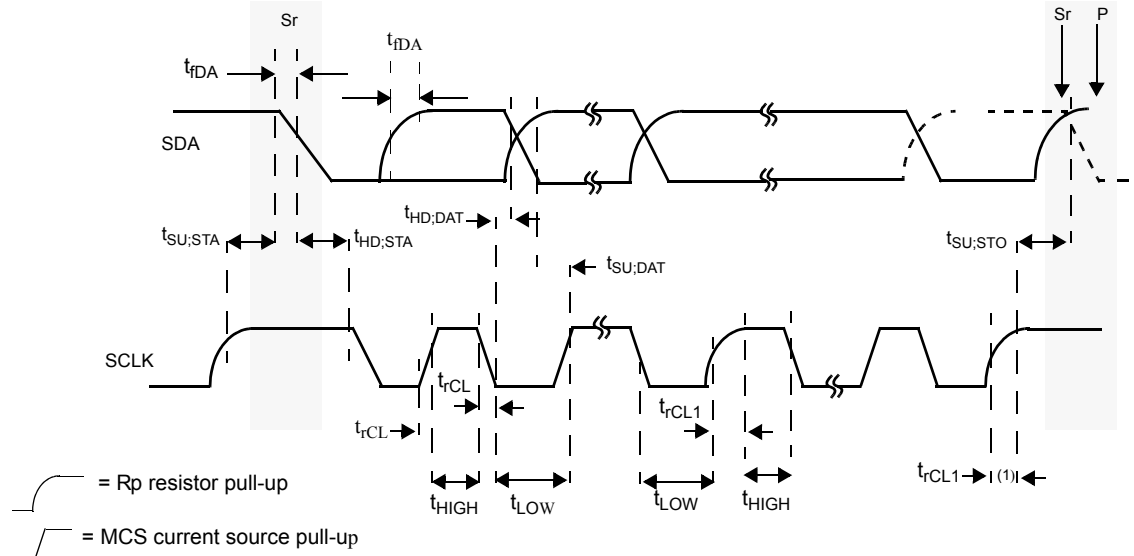 Sr
Sr P
tfDA
tfDA
SDA
tHD;DAT
tSU;STA
tHD;STA
tSU;STO
tSU;DAT
SCLK
trCL
trCL1
trCL
trCL1 (1)
tHIGH
tLOW
tLOW
tHIGH
= Rp resistor pull-up
= MCS current source pull-up